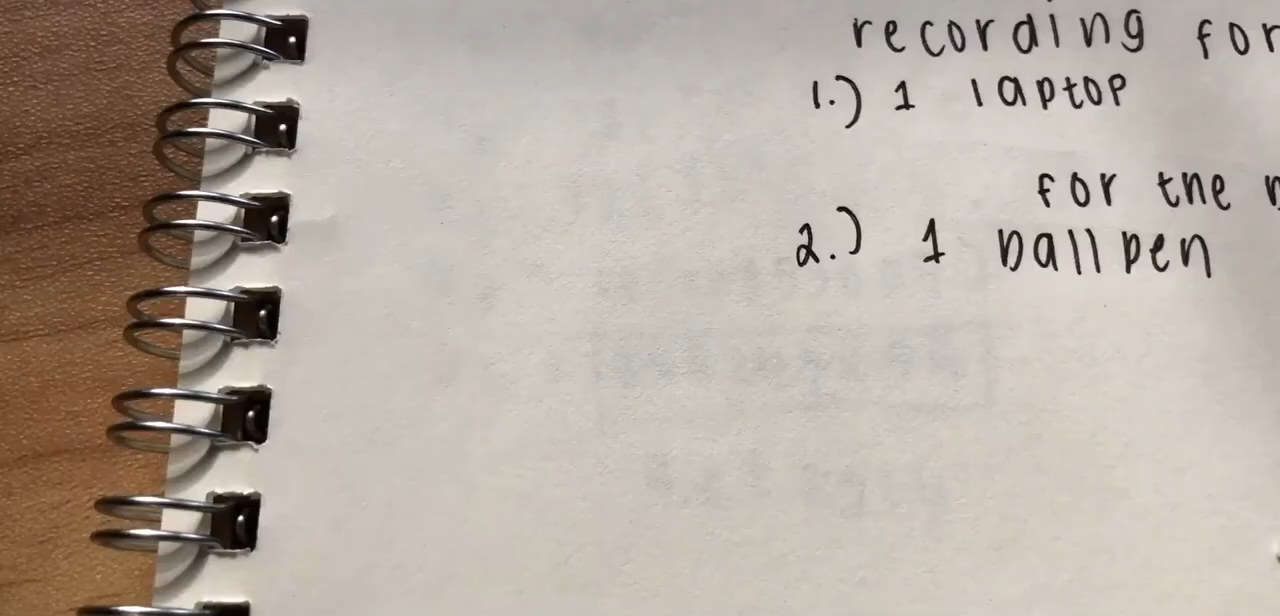 recording for
1.) 1 laptop
for the
2.) 1 ballpen